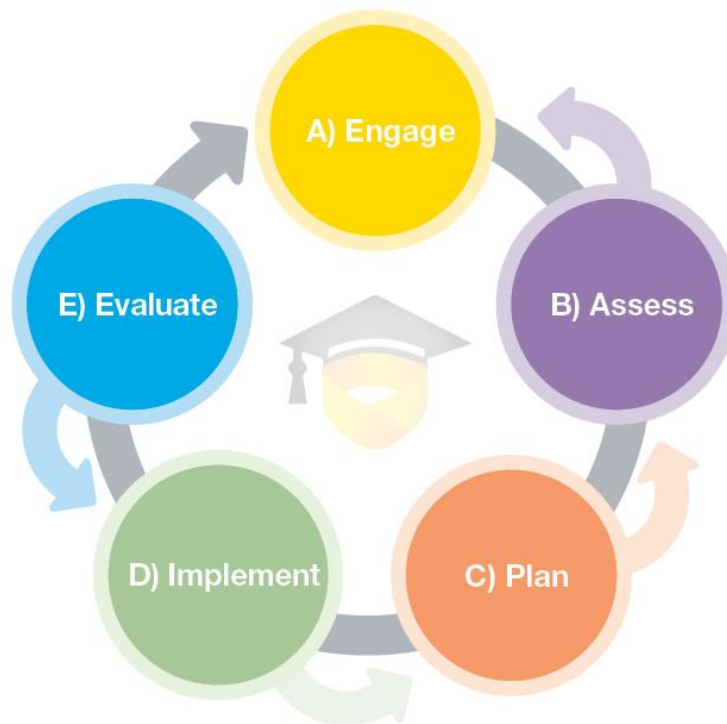 A) Engage
B) Assess
C) Plan
D) Implement
E) Evaluate